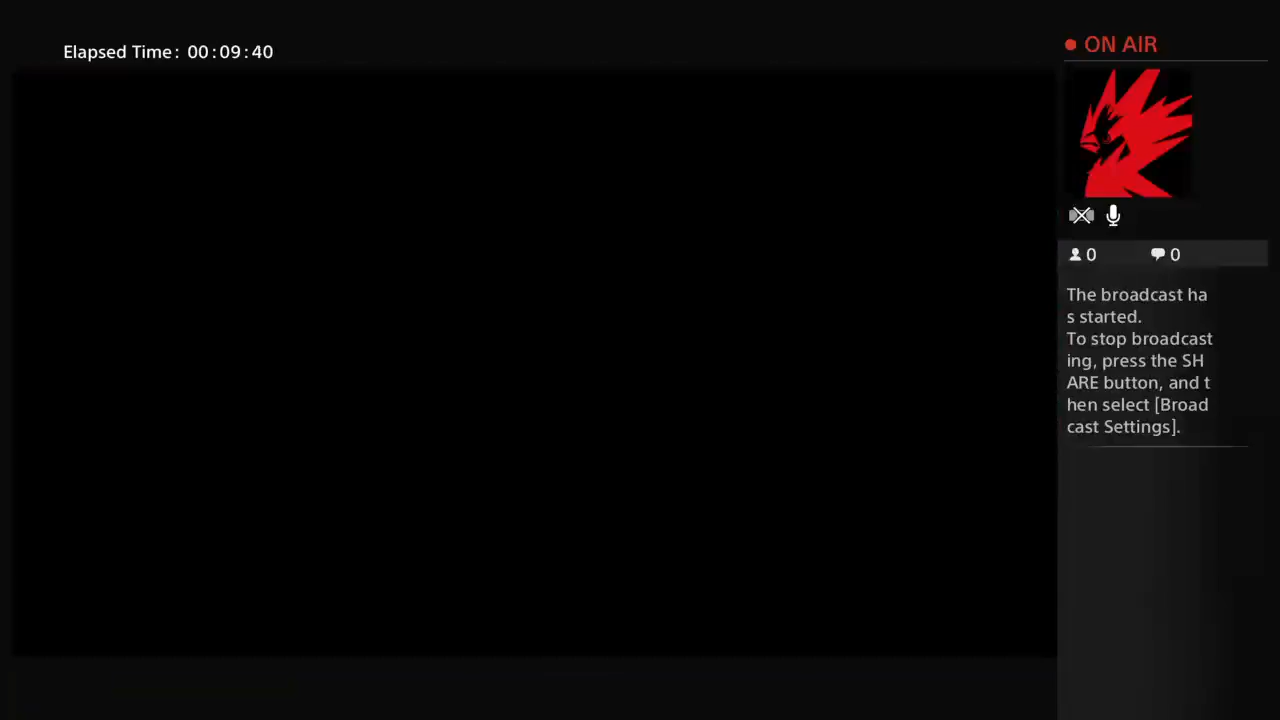 Elapsed Time: 00:09:40
ON AIR
0 0
The broadcast ha
s started.
To stop broadcast
ing, press the SH
ARE button, and t
hen select [Broad
cast Settings].